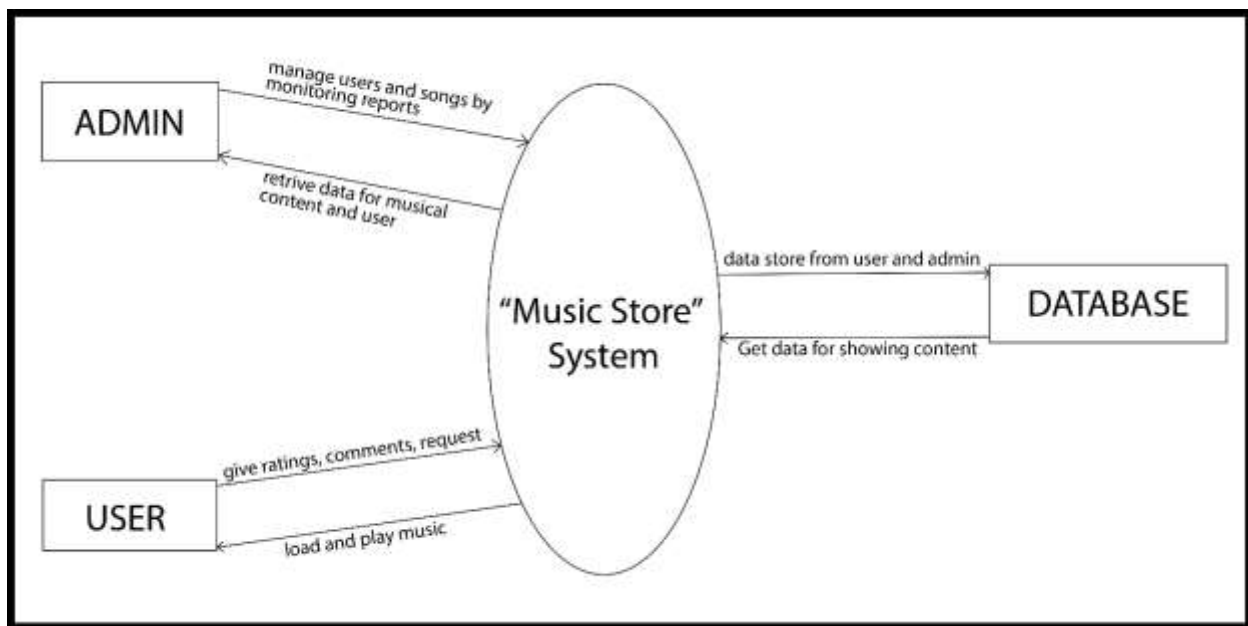 manage users and songs by
monitoring reports
ADMIN
retrive data for musical
content and user
data store from user and admin
DATABASE
Get data for showing content
“Music Store”
System
give ratings, comments, request
USER
load and play music